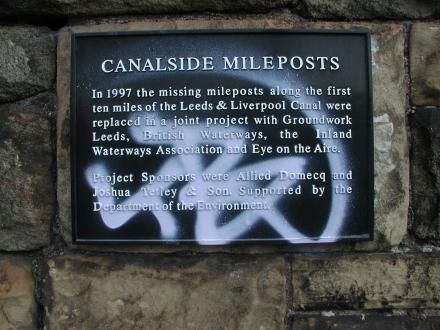 CANALSIDE MILEPOSTS
In 1997 the missing mileposts along the first
ten miles of the Leeds & Liverpool Canal were
replaced in a joint project with Groundwork
Leeds, British Waterways, the Inland
Waterways Association and Eye on the Aire.
Project Sponsors were Allied Domecq and
Joshua Tetley & Son. Supported by the
Department of the Environment.